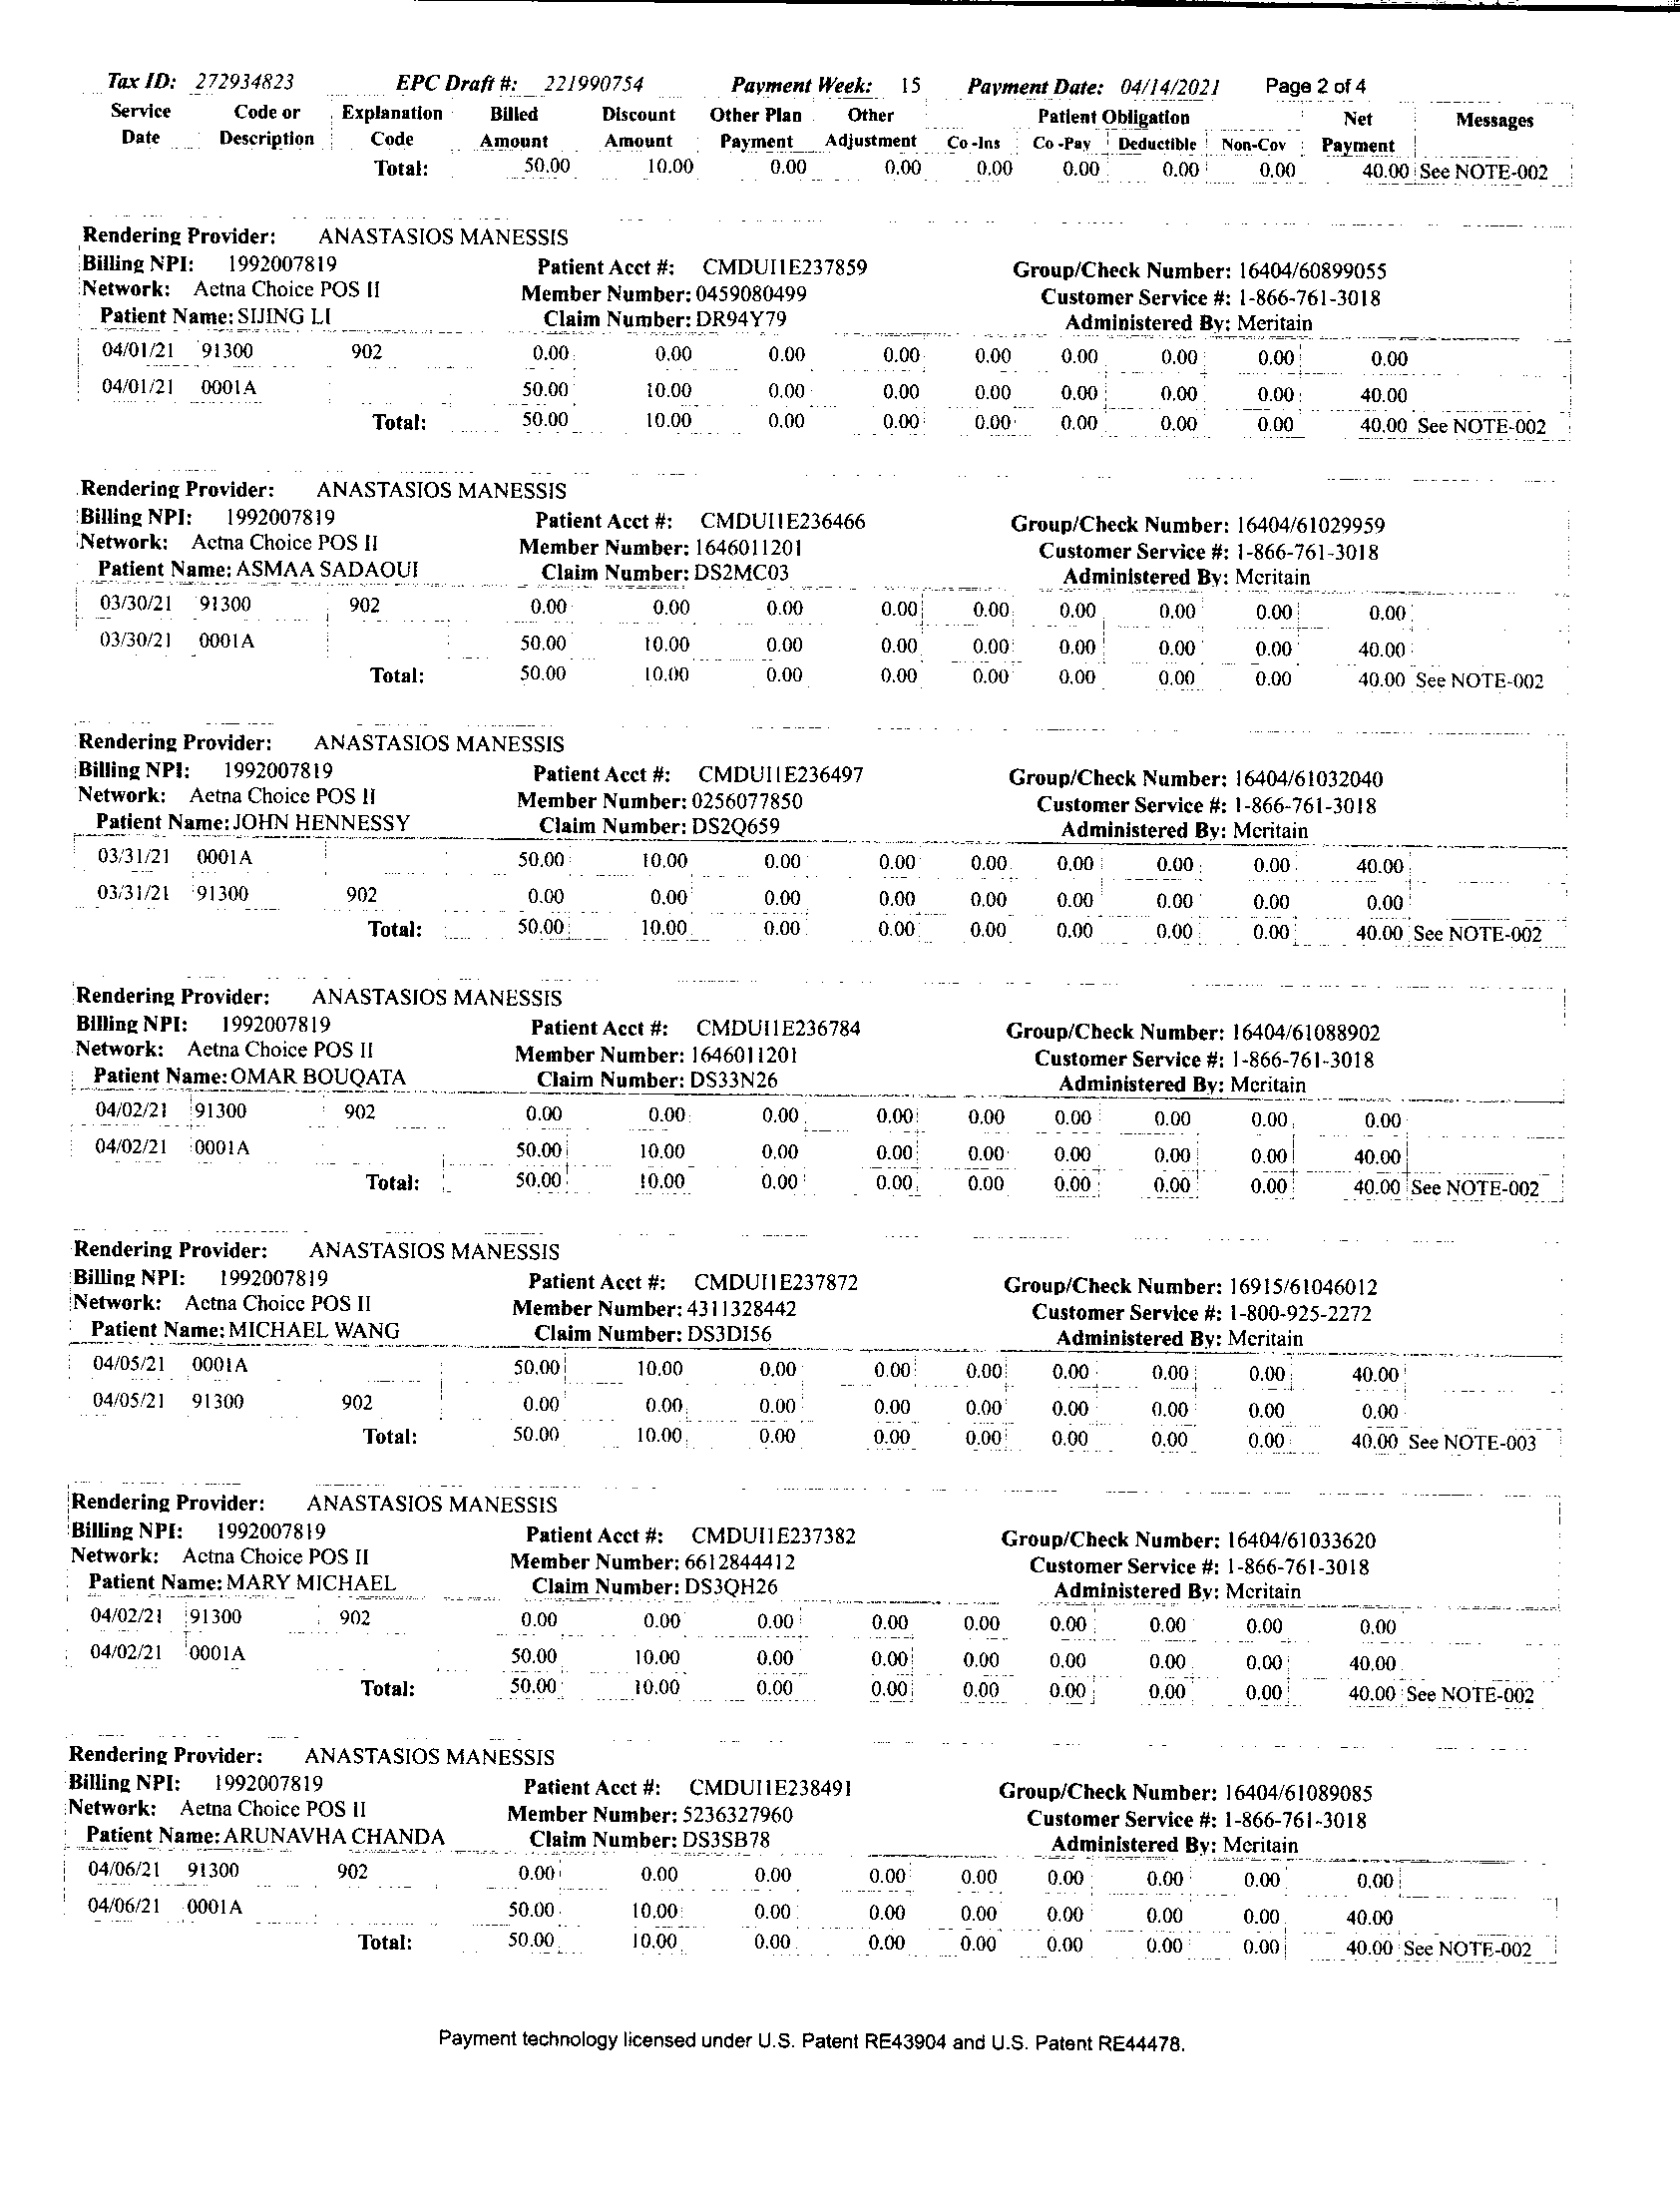 Tax ID: 272934823 EPC Draft #: 221990754 Payment Week: 15 Payment Date: 04/14/2021 Page 2 of 4
Service Code or Explanation Billed Discount Other Plan Other Patient Obligation Net Messages
Date Description Code Amount Amount Payment Adjustment Co-Ins Co-Pay Deductible Non-Cov Payment
Total: 50.00 10.00 0.00 0.00 0.00 0.00 0.00 0.00 40.00 See NOTE-002
Rendering Provider: ANASTASIOS MANESSIS
Billing NPI: 1992007819 Patient Acct #: CMDUI1E237859 Group/Check Number: 16404/60899055
Network: Aetna Choice POS II Member Number: 0459080499 Customer Service #: 1-866-761-3018
Patient Name: SIJING LI Claim Number: DR94Y79 Administered By: Meritain
04/01/21 91300 902 0.00 0.00 0.00 0.00 0.00 0.00 0.00 0.00 0.00
04/01/21 0001A 50.00 10.00 0.00 0.00 0.00 0.00 0.00 0.00 40.00
Total: 50.00 10.00 0.00 0.00 0.00 0.00 0.00 0.00 40.00 See NOTE-002
Rendering Provider: ANASTASIOS MANESSIS
Billing NPI: 1992007819 Patient Acct #: CMDUI1E236466 Group/Check Number: 16404/61029959
Network: Aetna Choice POS II Member Number: 1646011201 Customer Service #: 1-866-761-3018
Patient Name: ASMAA SADAOUI Claim Number: DS2MC03 Administered By: Meritain
03/30/21 91300 902 0.00 0.00 0.00 0.00 0.00 0.00 0.00 0.00 0.00
03/30/21 0001A 50.00 10.00 0.00 0.00 0.00 0.00 0.00 0.00 40.00
Total: 50.00 10.00 0.00 0.00 0.00 0.00 0.00 0.00 40.00 See NOTE-002
Rendering Provider: ANASTASIOS MANESSIS
Billing NPI: 1992007819 Patient Acct #: CMDUI1E236497 Group/Check Number: 16404/61032040
Network: Aetna Choice POS II Member Number: 0256077850 Customer Service #: 1-866-761-3018
Patient Name: JOHN HENNESSY Claim Number: DS2Q659 Administered By: Meritain
03/31/21 0001A 50.00 10.00 0.00 0.00 0.00 0.00 0.00 0.00 40.00
03/31/21 91300 902 0.00 0.00 0.00 0.00 0.00 0.00 0.00 0.00 0.00
Total: 50.00 10.00 0.00 0.00 0.00 0.00 0.00 0.00 40.00 See NOTE-002
Rendering Provider: ANASTASIOS MANESSIS
Billing NPI: 1992007819 Patient Acct #: CMDUI1E236784 Group/Check Number: 16404/61088902
Network: Aetna Choice POS II Member Number: 1646011201 Customer Service #: 1-866-761-3018
Patient Name: OMAR BOUQATA Claim Number: DS33N26 Administered By: Meritain
04/02/21 91300 902 0.00 0.00 0.00 0.00 0.00 0.00 0.00 0.00 0.00
04/02/21 0001A 50.00 10.00 0.00 0.00 0.00 0.00 0.00 0.00 40.00
Total: 50.00 10.00 0.00 0.00 0.00 0.00 0.00 0.00 40.00 See NOTE-002
Rendering Provider: ANASTASIOS MANESSIS
Billing NPI: 1992007819 Patient Acct #: CMDUI1E237872 Group/Check Number: 16915/61046012
Network: Aetna Choice POS II Member Number: 4311328442 Customer Service #: 1-800-925-2272
Patient Name: MICHAEL WANG Claim Number: DS3DI56 Administered By: Meritain
04/05/21 0001A 50.00 10.00 0.00 0.00 0.00 0.00 0.00 0.00 40.00
04/05/21 91300 902 0.00 0.00 0.00 0.00 0.00 0.00 0.00 0.00 0.00
Total: 50.00 10.00 0.00 0.00 0.00 0.00 0.00 0.00 40.00 See NOTE-003
Rendering Provider: ANASTASIOS MANESSIS
Billing NPI: 1992007819 Patient Acct #: CMDUI1E237382 Group/Check Number: 16404/61033620
Network: Aetna Choice POS II Member Number: 6612844412 Customer Service #: 1-866-761-3018
Patient Name: MARY MICHAEL Claim Number: DS3QH26 Administered By: Meritain
04/02/21 91300 902 0.00 0.00 0.00 0.00 0.00 0.00 0.00 0.00 0.00
04/02/21 0001A 50.00 10.00 0.00 0.00 0.00 0.00 0.00 0.00 40.00
Total: 50.00 10.00 0.00 0.00 0.00 0.00 0.00 0.00 40.00 See NOTE-002
Rendering Provider: ANASTASIOS MANESSIS
Billing NPI: 1992007819 Patient Acct #: CMDUI1E238491 Group/Check Number: 16404/61089085
Network: Aetna Choice POS II Member Number: 5236327960 Customer Service #: 1-866-761-3018
Patient Name: ARUNAVHA CHANDA Claim Number: DS3SB78 Administered By: Meritain
04/06/21 91300 902 0.00 0.00 0.00 0.00 0.00 0.00 0.00 0.00 0.00
04/06/21 0001A 50.00 10.00 0.00 0.00 0.00 0.00 0.00 0.00 40.00
Total: 50.00 10.00 0.00 0.00 0.00 0.00 0.00 0.00 40.00 See NOTE-002
Payment technology licensed under U.S. Patent RE43904 and U.S. Patent RE44478.